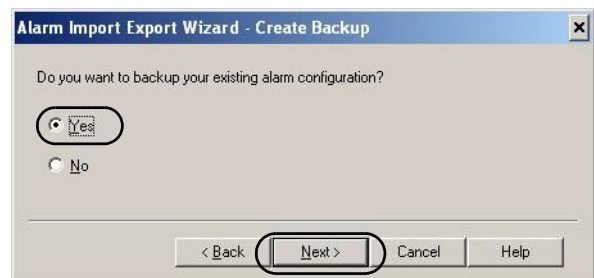 Alarm Import Export Wizard - Create Backup
Do you want to backup your existing alarm configuration?
Yes
No
< Back Next > Cancel Help